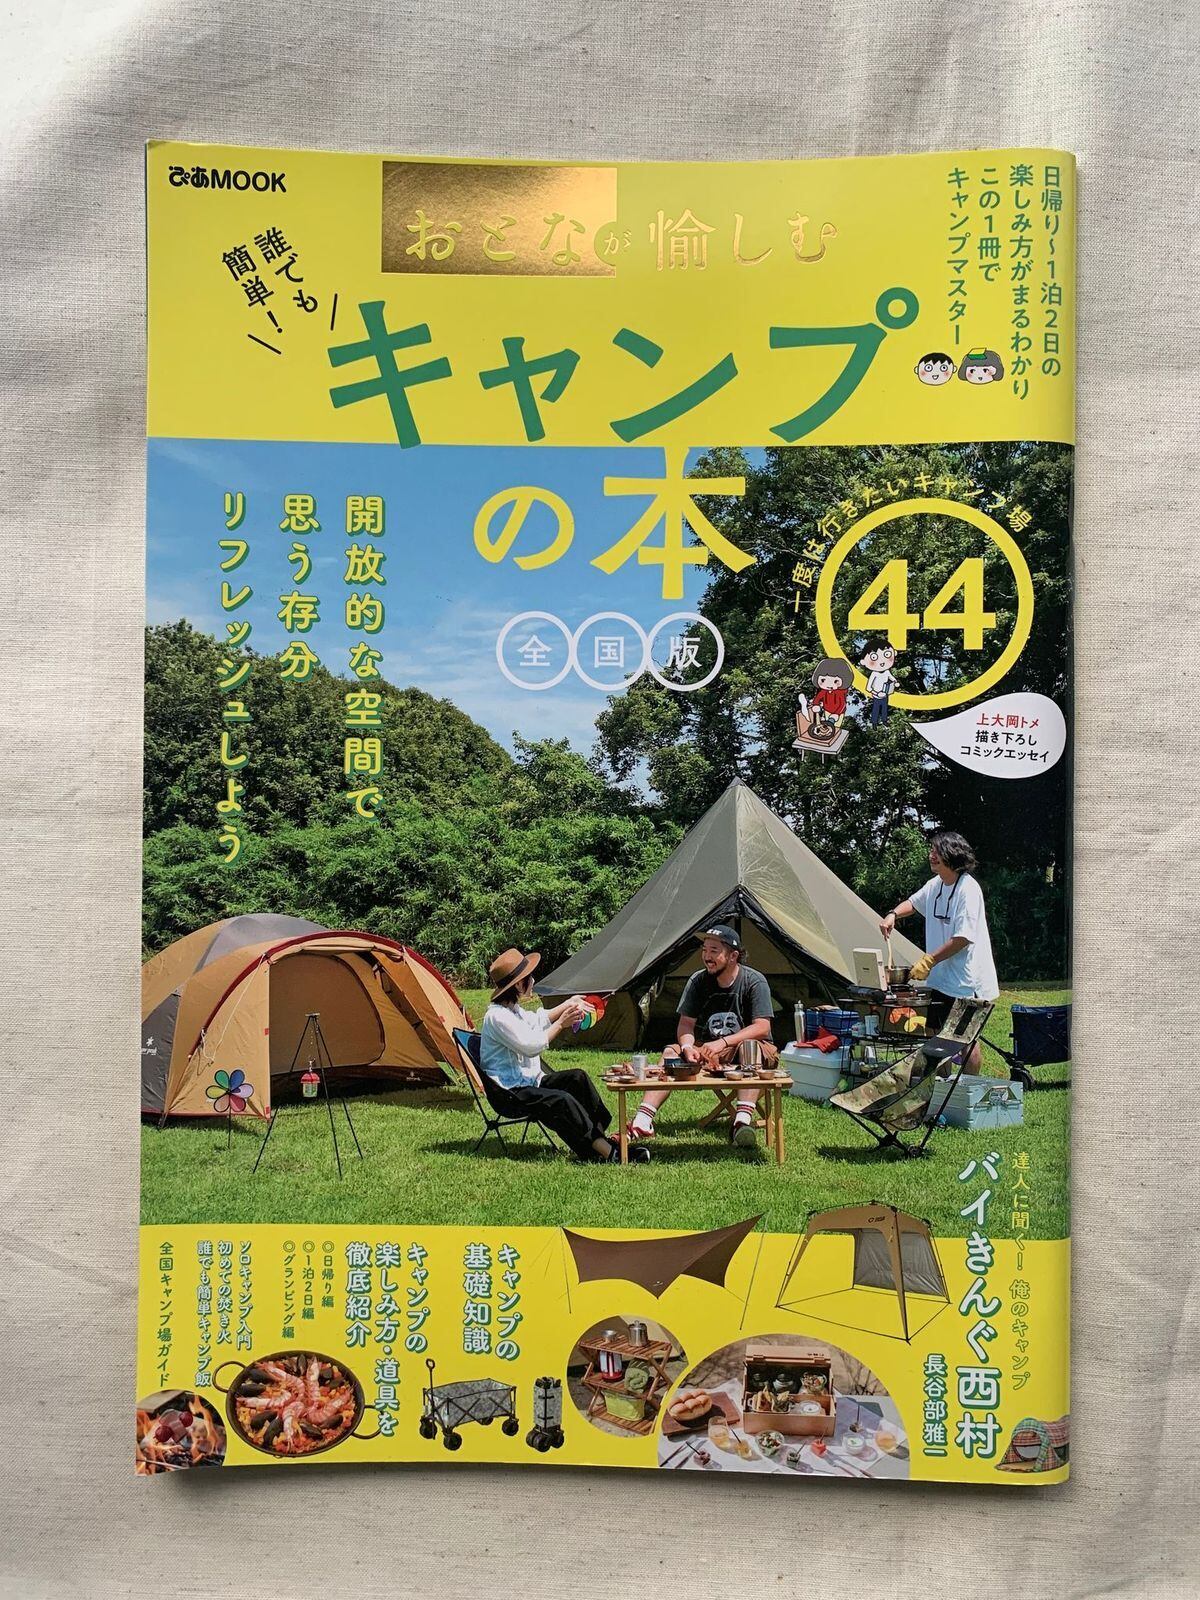 ぴあMOOK
おとなが愉しむ
誰でも
簡単!
キャンプ
の本
全国版
日帰り~1泊2日の
楽しみ方がまるわかり
この1冊で
キャンプマスター
開放的な空間で
思う存分
リフレッシュしよう
一度は行きたいキャンプ場
44
上大岡トメ
描き下ろし
コミックエッセイ
達人に聞く! 俺のキャンプ
バイきんぐ西村
長谷部雅一
キャンプの
基礎知識
キャンプの
楽しみ方・道具を
徹底紹介
◎日帰り編
◎1泊2日編
◎グランピング編
ソロキャンプ入門
初めての焚き火
誰でも簡単キャンプ飯
全国キャンプ場ガイド